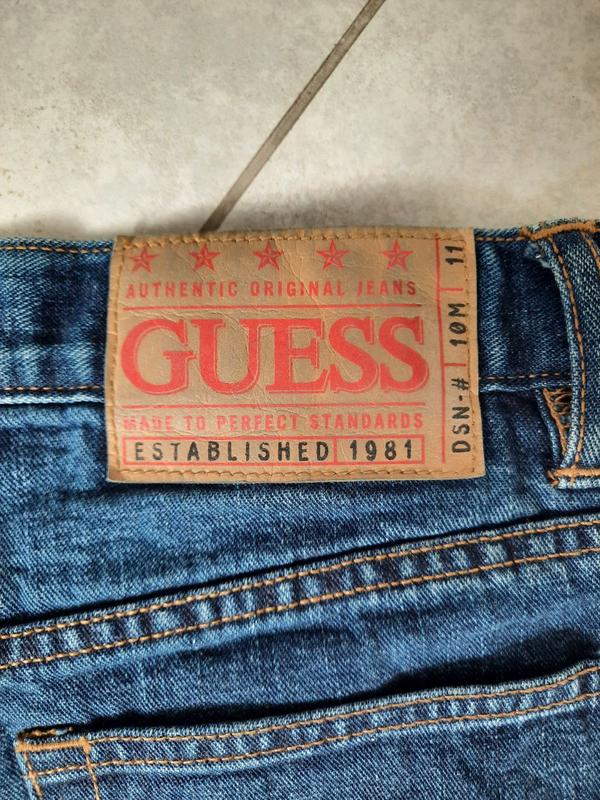 AUTHENTIC ORIGINAL JEANS
GUESS
MADE TO PERFECT STANDARDS
ESTABLISHED 1981
DSN-# 10M 11